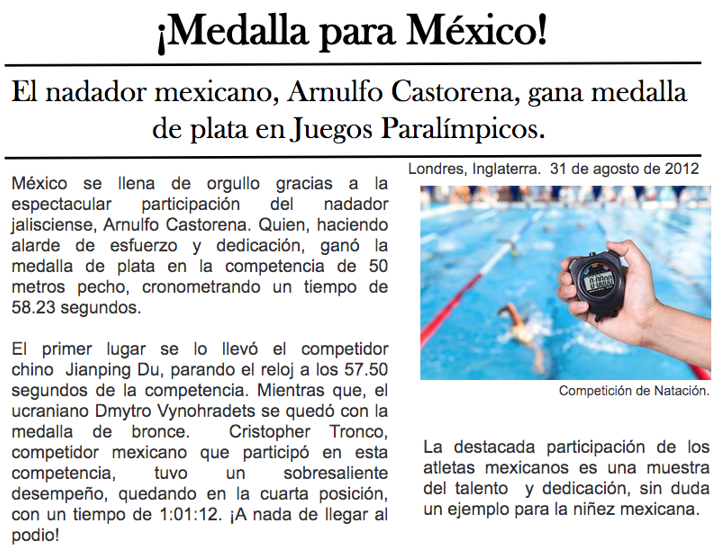 ¡Medalla para México!
El nadador mexicano, Arnulfo Castorena, gana medalla
de plata en Juegos Paralímpicos.
México se llena de orgullo gracias a la
espectacular participación del nadador
jalisciense, Arnulfo Castorena. Quien, haciendo
alarde de esfuerzo y dedicación, ganó la
medalla de plata en la competencia de 50
metros pecho, cronometrando un tiempo de
58.23 segundos.
El primer lugar se lo llevó el competidor
chino Jianping Du, parando el reloj a los 57.50
segundos de la competencia. Mientras que, el
ucraniano Dmytro Vynohradets se quedó con la
medalla de bronce. Cristopher Tronco,
competidor mexicano que participó en esta
competencia, tuvo un sobresaliente
desempeño, quedando en la cuarta posición,
con un tiempo de 1:01:12. ¡A nada de llegar al
podio!
Londres, Inglaterra. 31 de agosto de 2012
Competición de Natación.
La destacada participación de los
atletas mexicanos es una muestra
del talento y dedicación, sin duda
un ejemplo para la niñez mexicana.